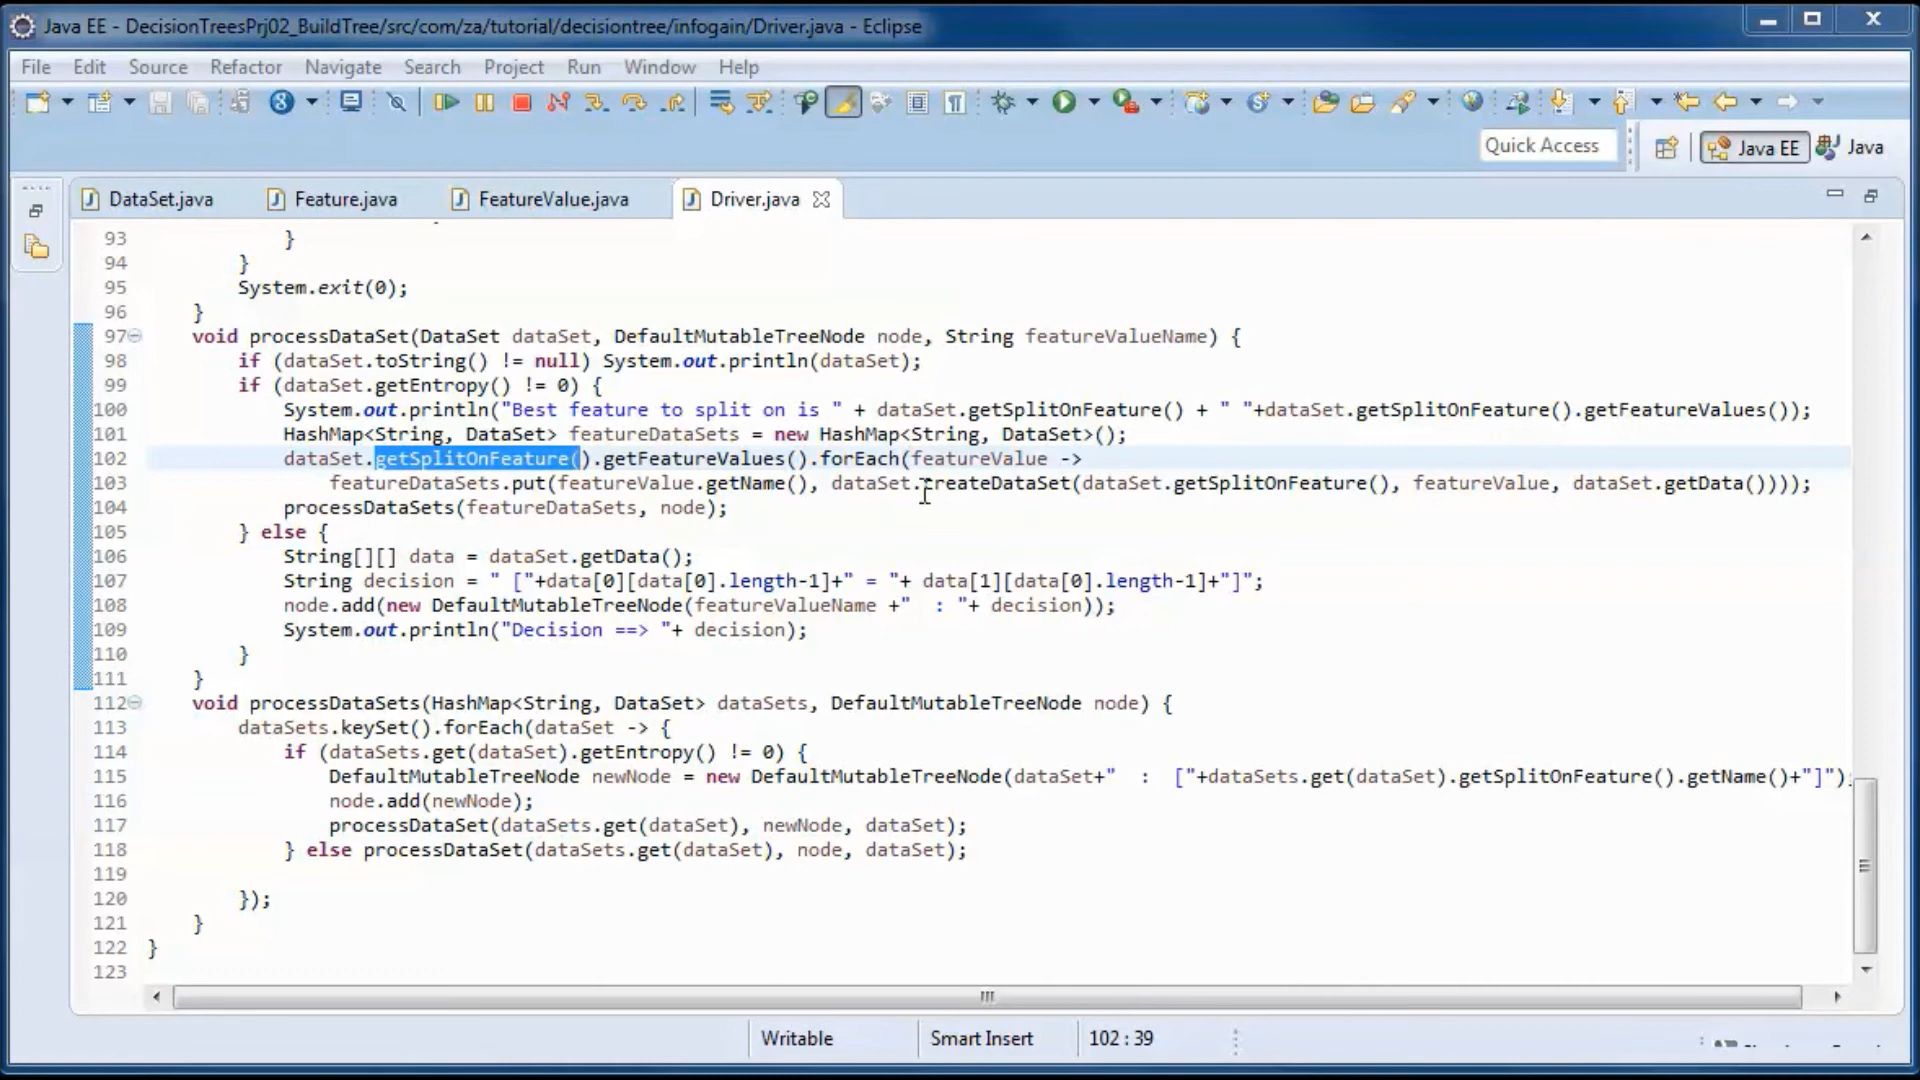 Java EE - DecisionTreesPrj02_BuildTree/src/com/za/tutorial/decisiontree/infogain/Driver.java - Eclipse
File Edit Source Refactor Navigate Search Project Run Window Help
Quick Access Java EE Java
DataSet.java Feature.java FeatureValue.java Driver.java
93 }
94 }
95 System.exit(0);
96 }
97 void processDataSet(DataSet dataSet, DefaultMutableTreeNode node, String featureValueName) {
98 if (dataSet.toString() != null) System.out.println(dataSet);
99 if (dataSet.getEntropy() != 0) {
100 System.out.println("Best feature to split on is " + dataSet.getSplitOnFeature() + " "+dataSet.getSplitOnFeature().getFeatureValues());
101 HashMap<String, DataSet> featureDataSets = new HashMap<String, DataSet>();
102 dataSet.getSplitOnFeature().getFeatureValues().forEach(featureValue ->
103 featureDataSets.put(featureValue.getName(), dataSet.createDataSet(dataSet.getSplitOnFeature(), featureValue, dataSet.getData())));
104 processDataSets(featureDataSets, node);
105 } else {
106 String[][] data = dataSet.getData();
107 String decision = " ["+data[0][data[0].length-1]+" = "+ data[1][data[0].length-1]+"]";
108 node.add(new DefaultMutableTreeNode(featureValueName +"  : "+ decision));
109 System.out.println("Decision ==> "+ decision);
110 }
111 }
112 void processDataSets(HashMap<String, DataSet> dataSets, DefaultMutableTreeNode node) {
113 dataSets.keySet().forEach(dataSet -> {
114 if (dataSets.get(dataSet).getEntropy() != 0) {
115 DefaultMutableTreeNode newNode = new DefaultMutableTreeNode(dataSet+"  :  ["+dataSets.get(dataSet).getSplitOnFeature().getName()+"]");
116 node.add(newNode);
117 processDataSet(dataSets.get(dataSet), newNode, dataSet);
118 } else processDataSet(dataSets.get(dataSet), node, dataSet);
119
120 });
121 }
122 }
123
Writable Smart Insert 102 : 39